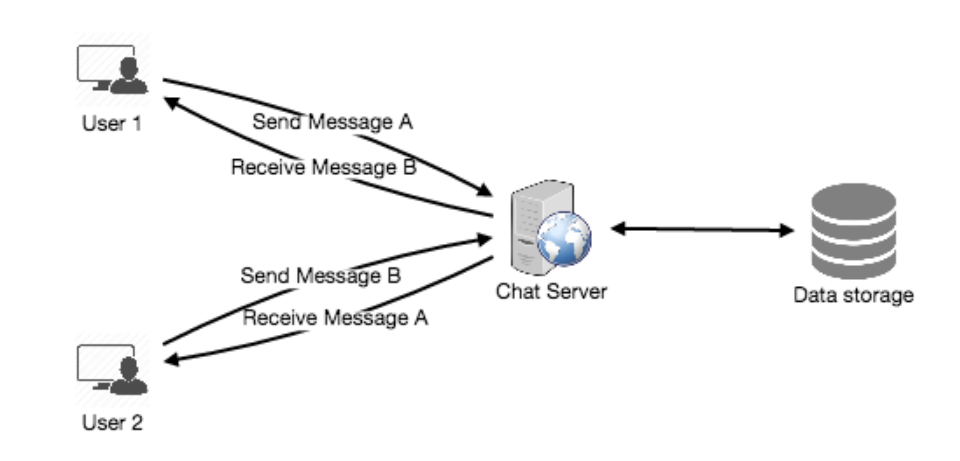 User 1
Send Message A
Receive Message B
Send Message B
Receive Message A
Chat Server
Data storage
User 2